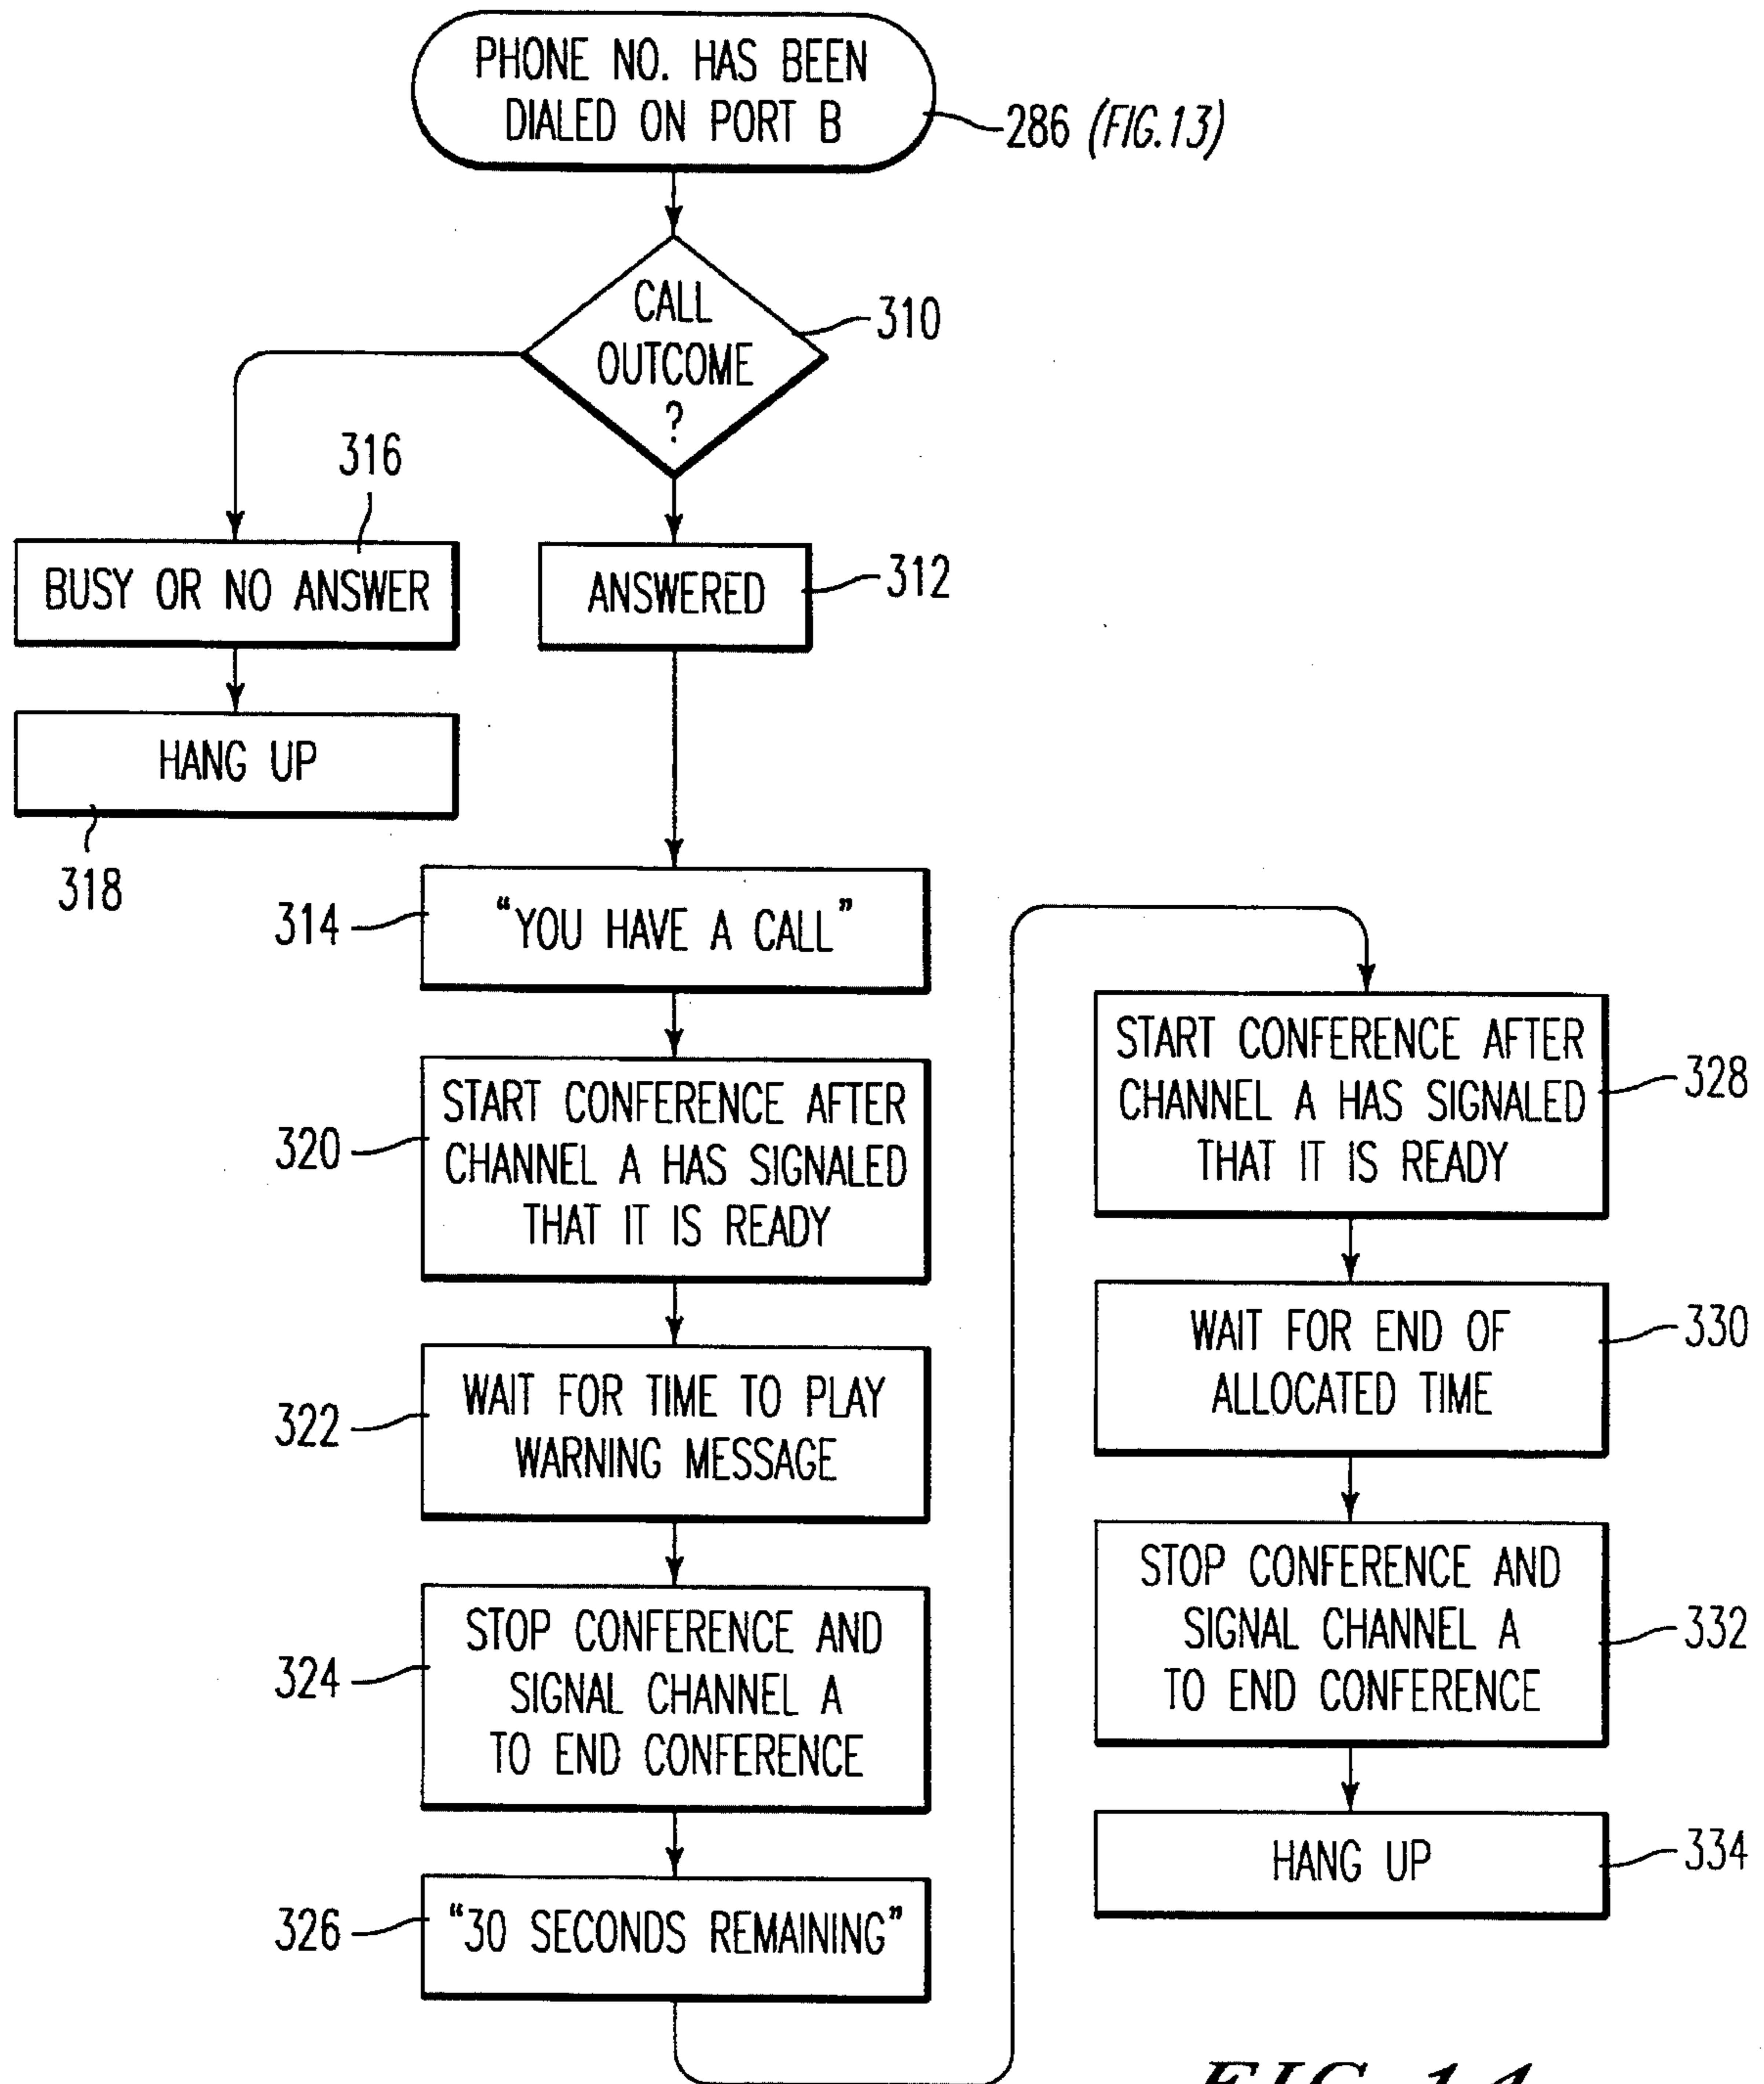 PHONE NO. HAS BEEN
DIALED ON PORT B
286 (FIG.13)
CALL
OUTCOME
?
310
316
BUSY OR NO ANSWER
ANSWERED
312
HANG UP
318
314
"YOU HAVE A CALL"
320
START CONFERENCE AFTER
CHANNEL A HAS SIGNALED
THAT IT IS READY
322
WAIT FOR TIME TO PLAY
WARNING MESSAGE
324
STOP CONFERENCE AND
SIGNAL CHANNEL A
TO END CONFERENCE
326
"30 SECONDS REMAINING"
START CONFERENCE AFTER
CHANNEL A HAS SIGNALED
THAT IT IS READY
328
WAIT FOR END OF
ALLOCATED TIME
330
STOP CONFERENCE AND
SIGNAL CHANNEL A
TO END CONFERENCE
332
HANG UP
334